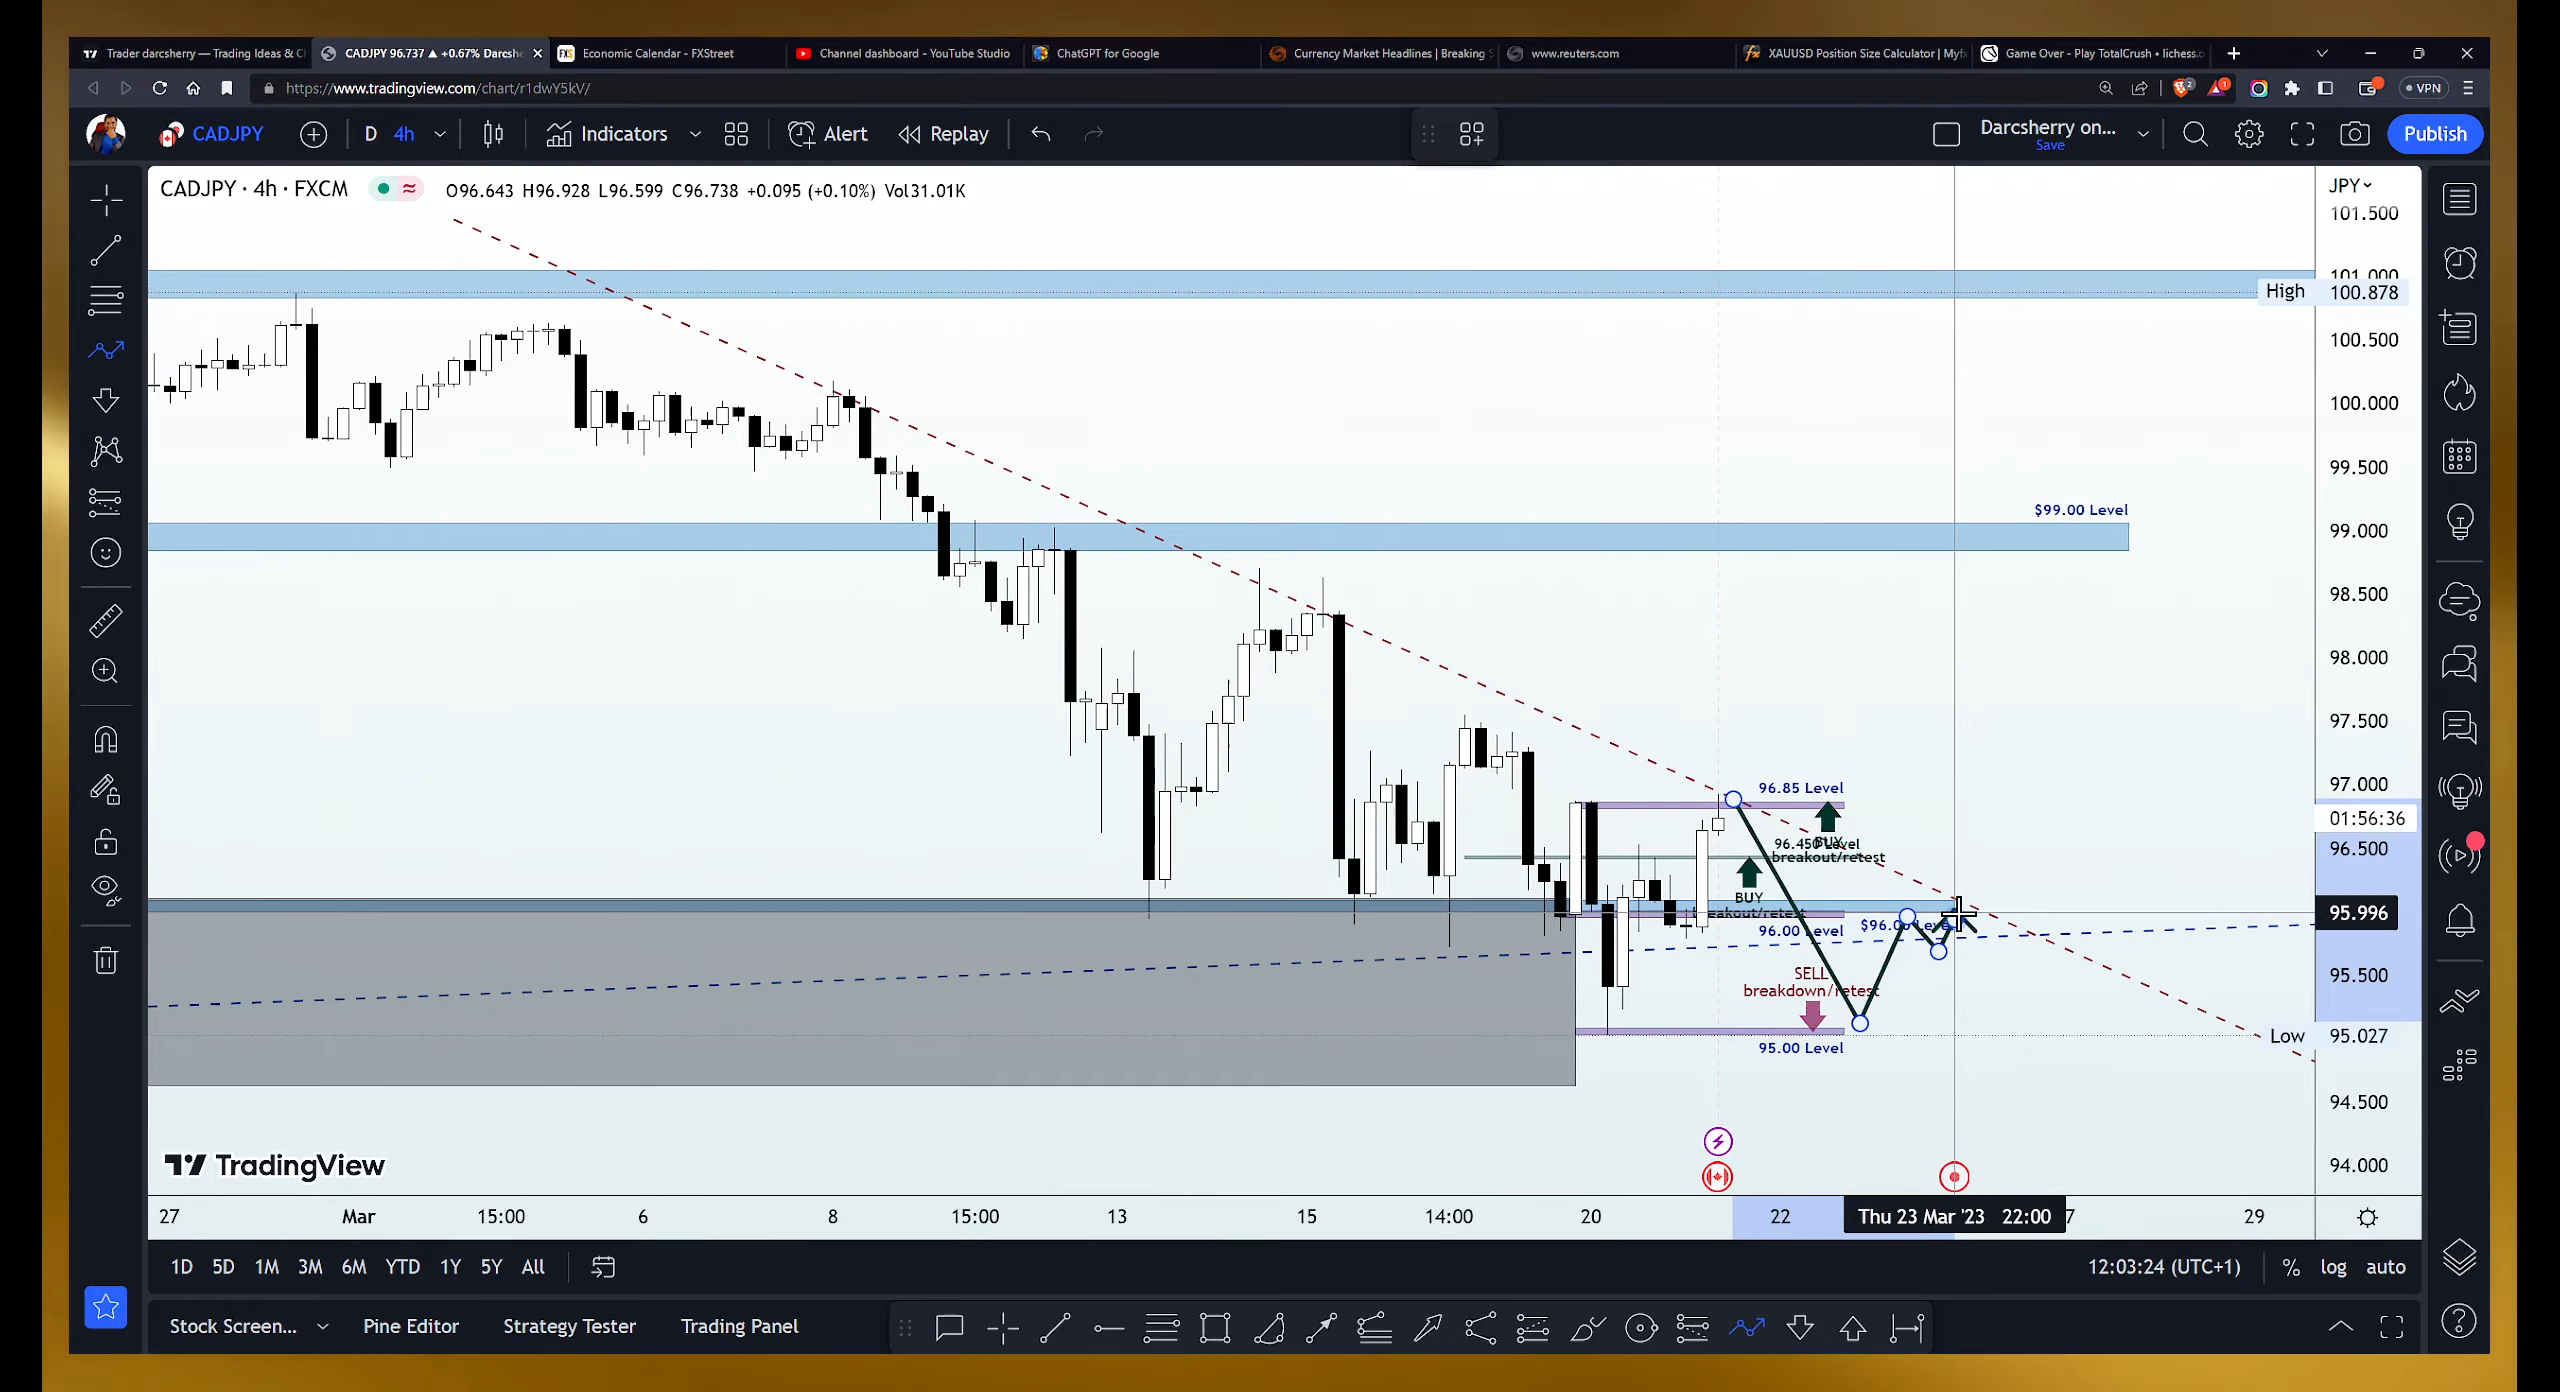 Trader darcsherry — Trading Ideas & C
CADJPY 96.737 ▲ +0.67% Darcsh
Economic Calendar - FXStreet
Channel dashboard - YouTube Studio
ChatGPT for Google
Currency Market Headlines | Breaking
www.reuters.com
XAUUSD Position Size Calculator | Myf
Game Over - Play TotalCrush • lichess.o
https://www.tradingview.com/chart/r1dwY5kV/
VPN
CADJPY
D 4h
Indicators
Alert
Replay
Darcsherry on...
Save
Publish
CADJPY · 4h · FXCM
O96.643 H96.928 L96.599 C96.738 +0.095 (+0.10%) Vol31.01K
JPY
101.500
101.000
High 100.878
100.500
100.000
99.500
$99.00 Level
99.000
98.500
98.000
97.500
97.000
96.85 Level
01:56:36
BUY
96.450 Level
breakout/retest
96.500
BUY
breakout/retest
95.996
96.00 Level
$96.00 Level
SELL
breakdown/retest
95.500
Low 95.027
95.00 Level
94.500
94.000
TradingView
27
Mar
15:00
6
8
15:00
13
15
14:00
20
22
Thu 23 Mar '23 22:00
7
29
1D 5D 1M 3M 6M YTD 1Y 5Y All
12:03:24 (UTC+1)
% log auto
Stock Screen...
Pine Editor
Strategy Tester
Trading Panel